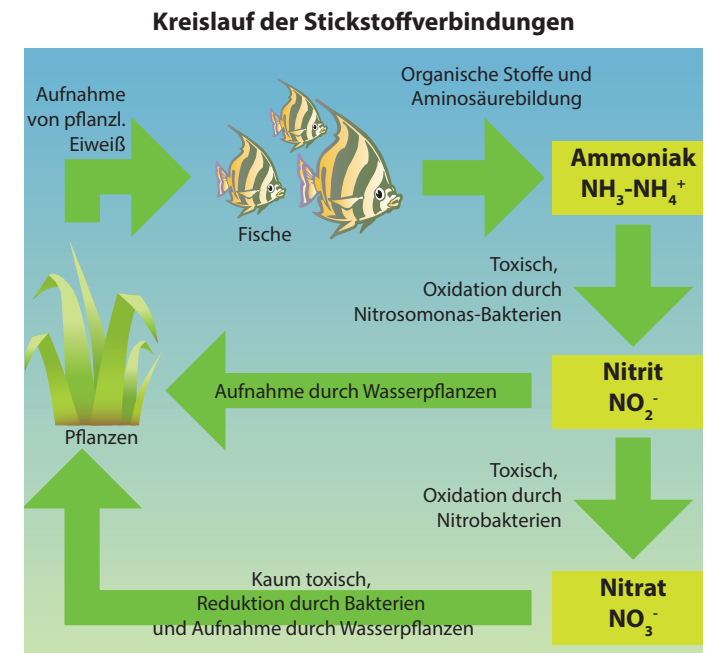 Kreislauf der Stickstoffverbindungen
Aufnahme
von pflanzl.
Eiweiß
Organische Stoffe und
Aminosäurebildung
Ammoniak
NH₃-NH₄⁺
Fische
Toxisch,
Oxidation durch
Nitrosomonas-Bakterien
Nitrit
NO₂⁻
Aufnahme durch Wasserpflanzen
Pflanzen
Toxisch,
Oxidation durch
Nitrobakterien
Nitrat
NO₃⁻
Kaum toxisch,
Reduktion durch Bakterien
und Aufnahme durch Wasserpflanzen